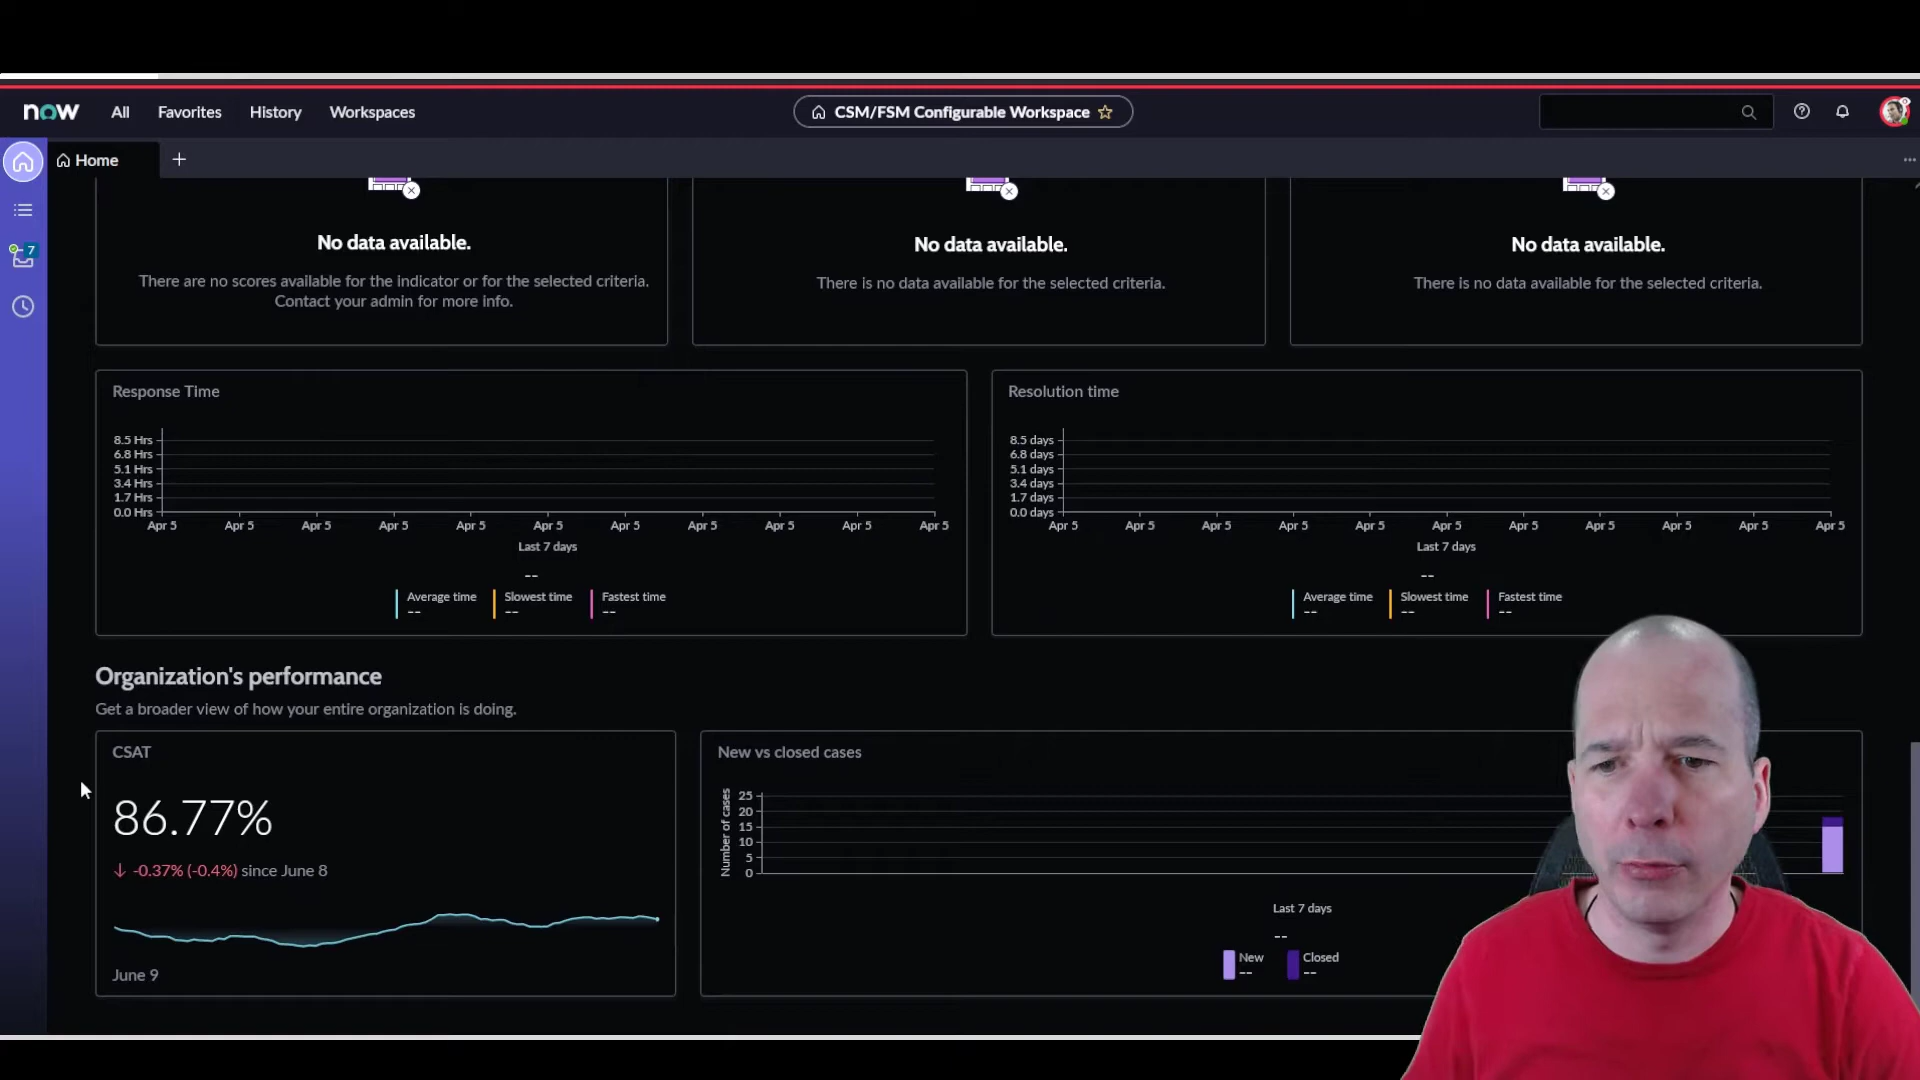 now All Favorites History Workspaces CSM/FSM Configurable Workspace
Home
7
No data available.
There are no scores available for the indicator or for the selected criteria.
Contact your admin for more info.
No data available.
There is no data available for the selected criteria.
No data available.
There is no data available for the selected criteria.
Response Time
8.5 Hrs
6.8 Hrs
5.1 Hrs
3.4 Hrs
1.7 Hrs
0.0 Hrs
Apr 5 Apr 5 Apr 5 Apr 5 Apr 5 Apr 5 Apr 5 Apr 5 Apr 5 Apr 5 Apr 5
Last 7 days
--
Average time Slowest time Fastest time
-- -- --
Resolution time
8.5 days
6.8 days
5.1 days
3.4 days
1.7 days
0.0 days
Apr 5 Apr 5 Apr 5 Apr 5 Apr 5 Apr 5 Apr 5 Apr 5 Apr 5 Apr 5 Apr 5
Last 7 days
--
Average time Slowest time Fastest time
-- -- --
Organization's performance
Get a broader view of how your entire organization is doing.
CSAT
86.77%
-0.37% (-0.4%) since June 8
June 9
New vs closed cases
Number of cases
25
20
15
10
5
0
Last 7 days
--
New Closed
-- --